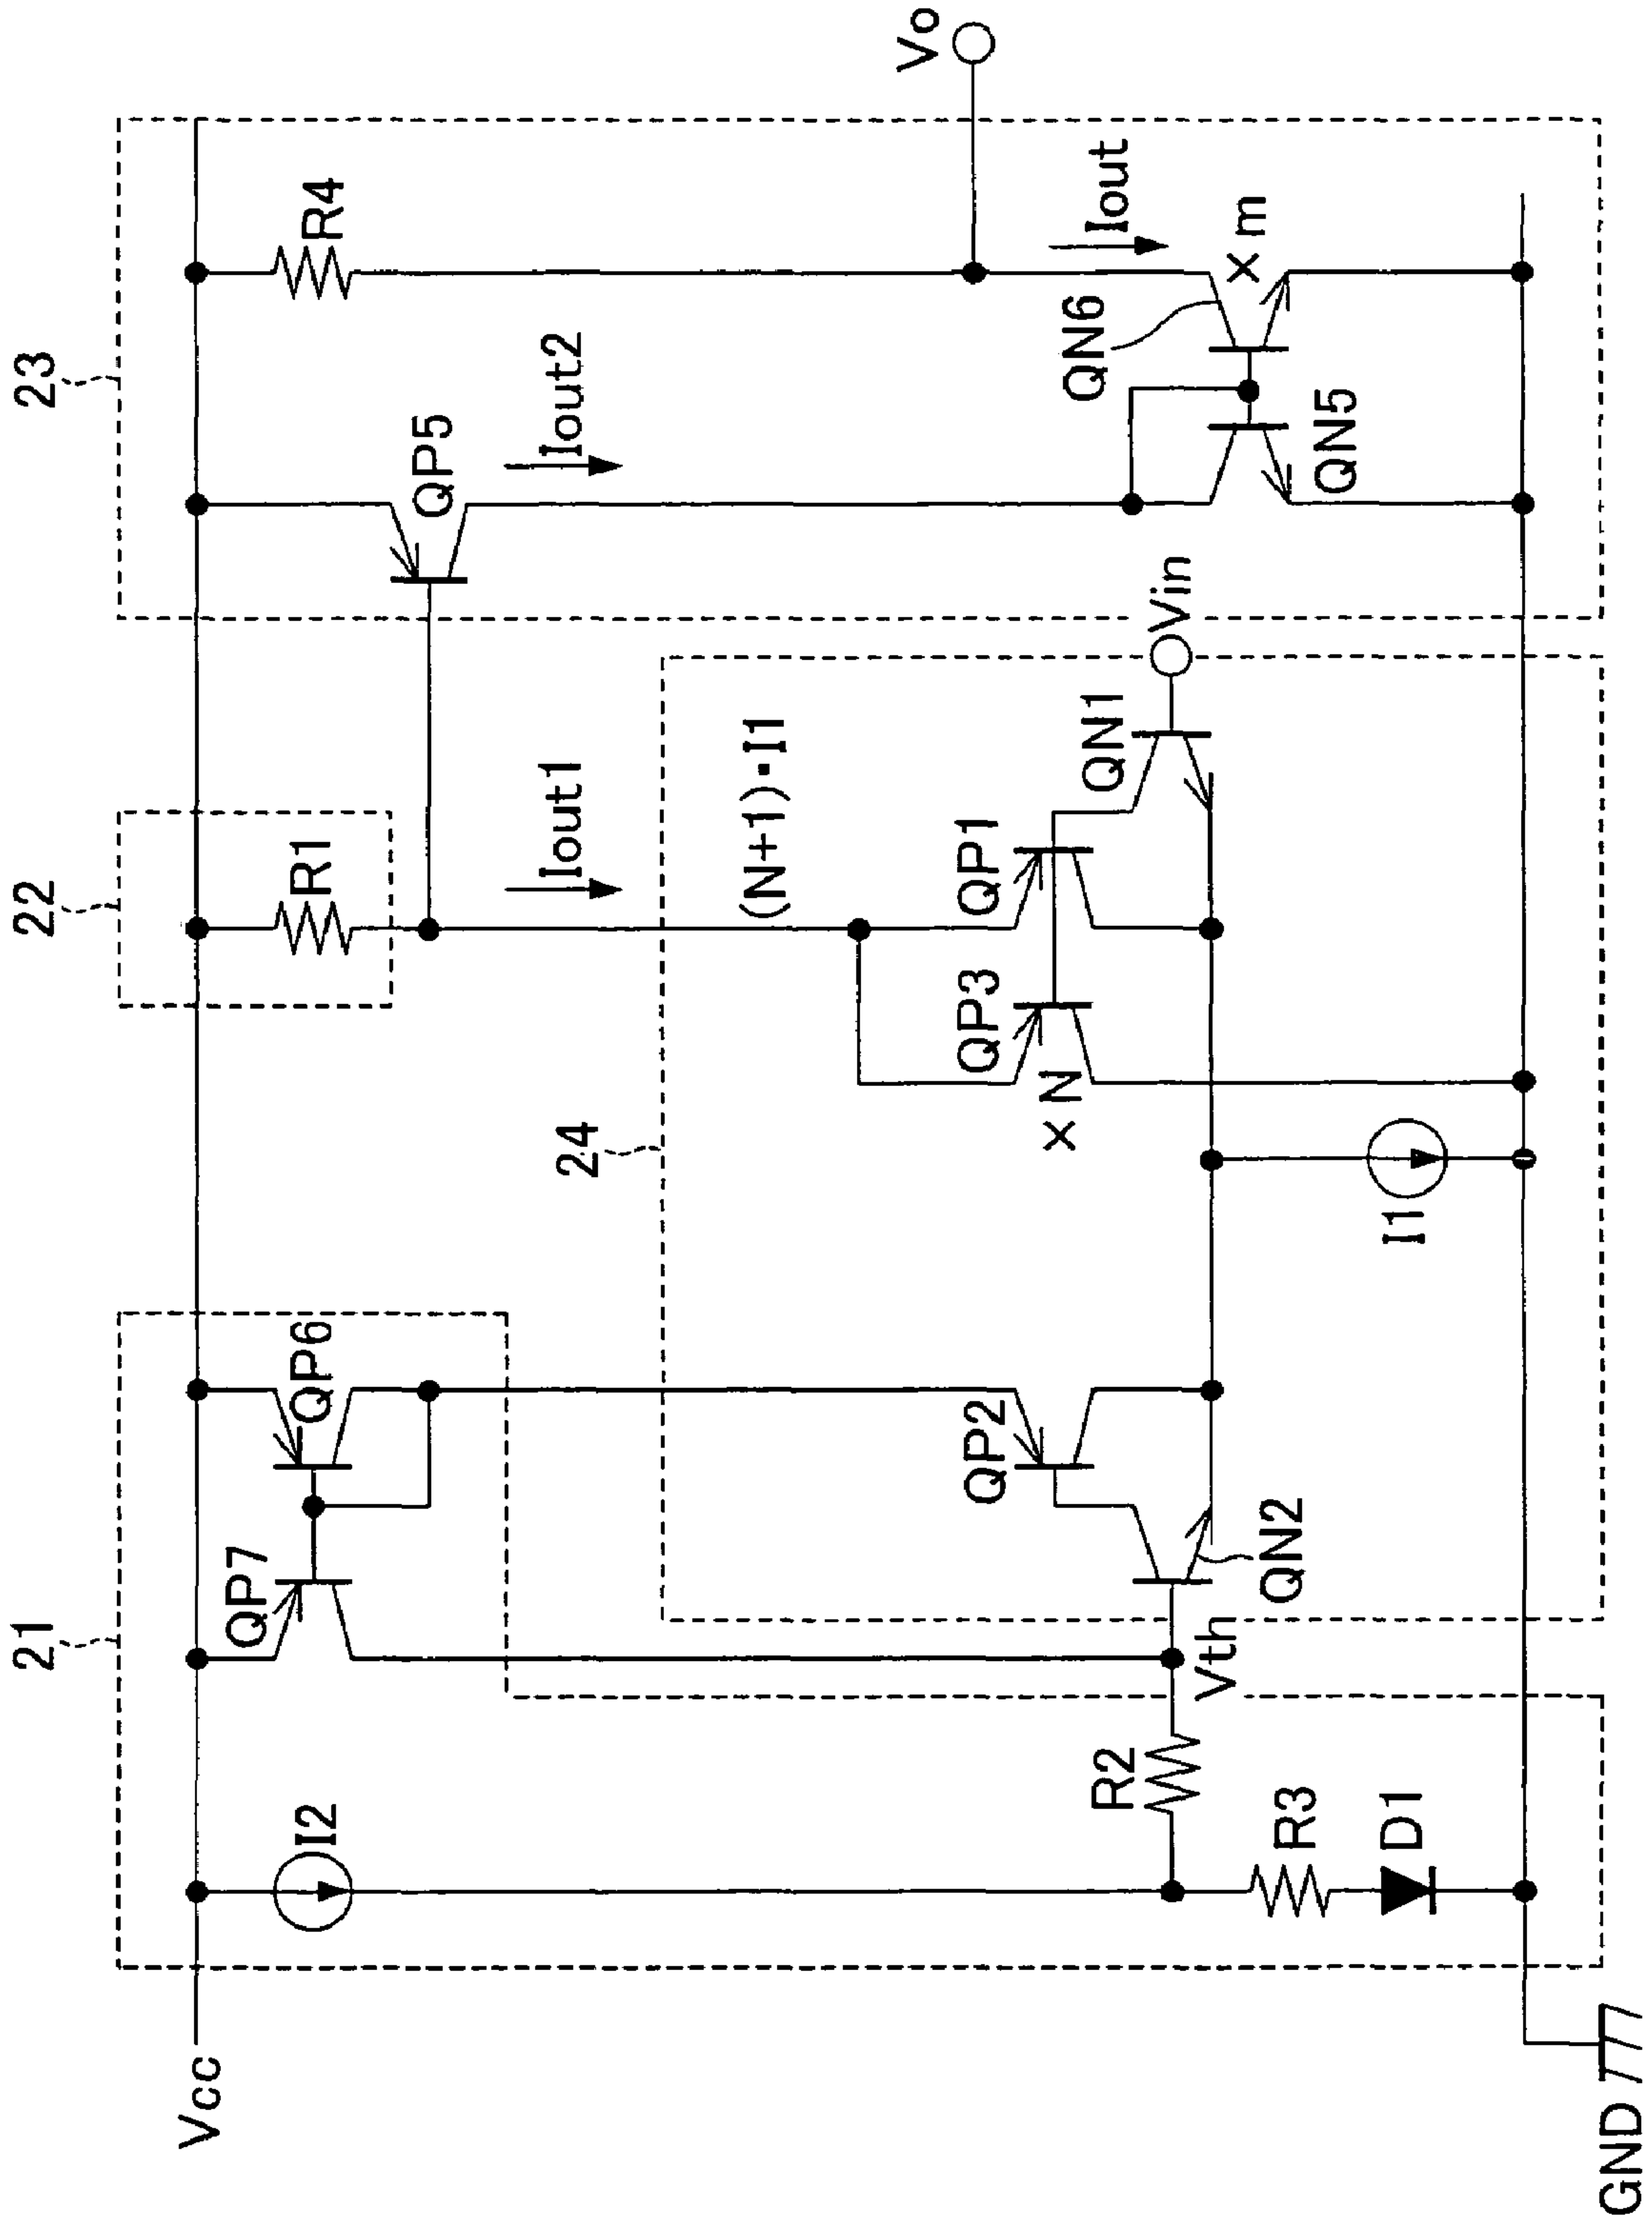 21
22
23
Vcc
I2
QP7
QP6
R1
R4
QP5
Iout1
Iout2
24
(N+1)·I1
Vo
Iout
QP2
QP3
QP1
×N
QN1
Vin
QN6
×m
QN5
R2
Vth
QN2
R3
D1
I1
GND